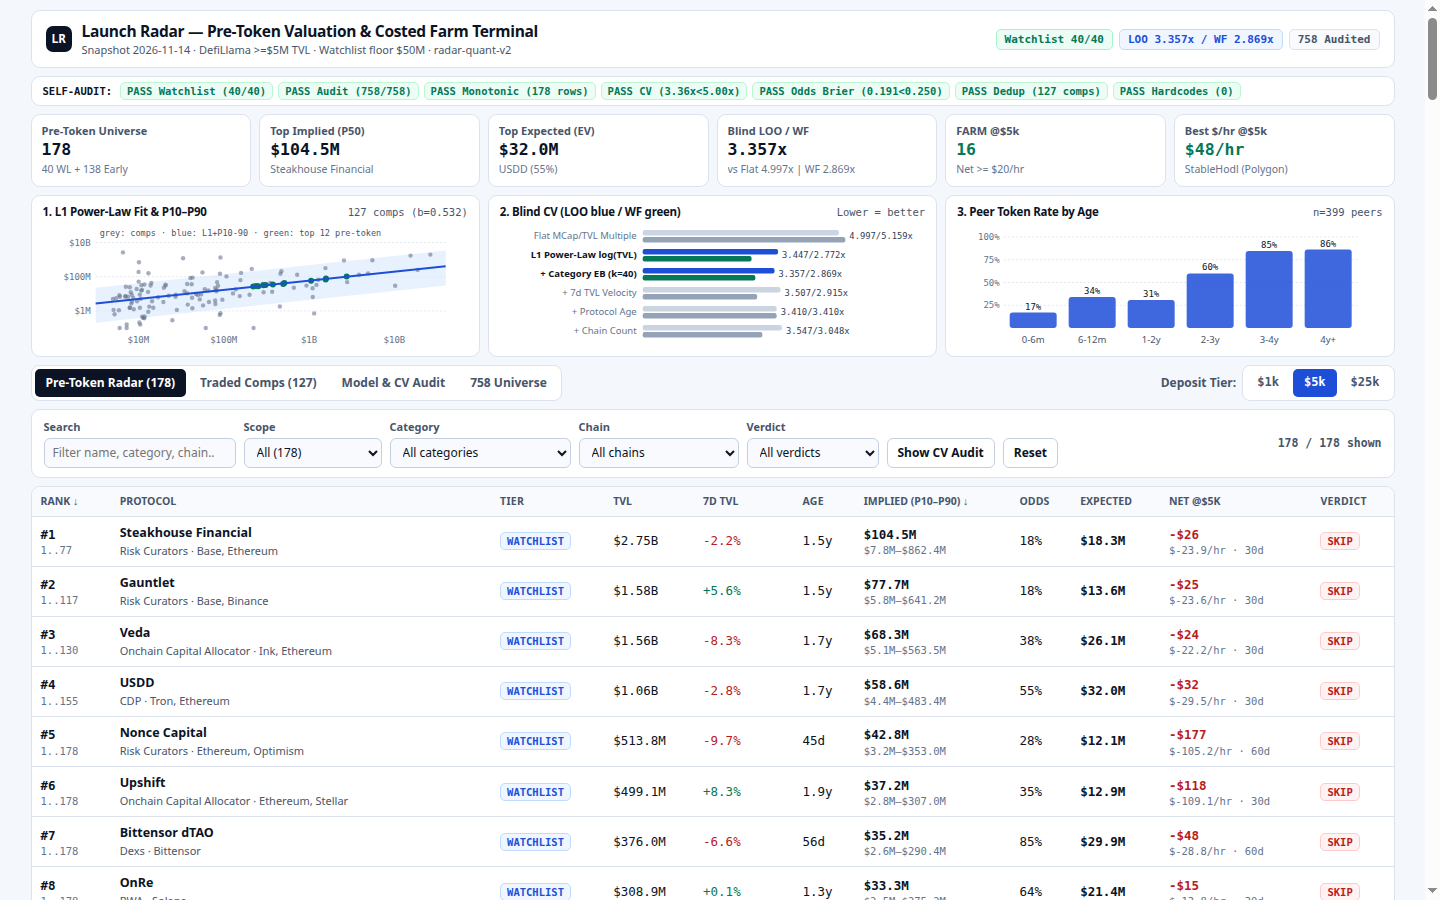 LR
Launch Radar — Pre-Token Valuation & Costed Farm Terminal
Snapshot 2026-11-14 · DefiLlama >=$5M TVL · Watchlist floor $50M · radar-quant-v2
Watchlist 40/40
LOO 3.357x / WF 2.869x
758 Audited
SELF-AUDIT:
PASS Watchlist (40/40)
PASS Audit (758/758)
PASS Monotonic (178 rows)
PASS CV (3.36x<5.00x)
PASS Odds Brier (0.191<0.250)
PASS Dedup (127 comps)
PASS Hardcodes (0)
Pre-Token Universe
178
40 WL + 138 Early
Top Implied (P50)
$104.5M
Steakhouse Financial
Top Expected (EV)
$32.0M
USDD (55%)
Blind LOO / WF
3.357x
vs Flat 4.997x | WF 2.869x
FARM @$5k
16
Net >= $20/hr
Best $/hr @$5k
$48/hr
StableHodl (Polygon)
1. L1 Power-Law Fit & P10–P90
127 comps (b=0.532)
grey: comps · blue: L1+P10-90 · green: top 12 pre-token
$10B
$100M
$1M
$10M
$100M
$1B
$10B
2. Blind CV (LOO blue / WF green)
Lower = better
Flat MCap/TVL Multiple
4.997/5.159x
L1 Power-Law log(TVL)
3.447/2.772x
+ Category EB (k=40)
3.357/2.869x
+ 7d TVL Velocity
3.507/2.915x
+ Protocol Age
3.410/3.410x
+ Chain Count
3.547/3.048x
3. Peer Token Rate by Age
n=399 peers
100%
75%
50%
25%
17%
34%
31%
60%
85%
86%
0-6m
6-12m
1-2y
2-3y
3-4y
4y+
Pre-Token Radar (178)
Traded Comps (127)
Model & CV Audit
758 Universe
Deposit Tier:
$1k
$5k
$25k
Search
Scope
Category
Chain
Verdict
Filter name, category, chain..
All (178)
All categories
All chains
All verdicts
Show CV Audit
Reset
178 / 178 shown
RANK ↓
PROTOCOL
TIER
TVL
7D TVL
AGE
IMPLIED (P10–P90) ↓
ODDS
EXPECTED
NET @$5K
VERDICT
#1
1..77
Steakhouse Financial
Risk Curators · Base, Ethereum
WATCHLIST
$2.75B
-2.2%
1.5y
$104.5M
$7.8M–$862.4M
18%
$18.3M
-$26
$-23.9/hr · 30d
SKIP
#2
1..117
Gauntlet
Risk Curators · Base, Binance
WATCHLIST
$1.58B
+5.6%
1.5y
$77.7M
$5.8M–$641.2M
18%
$13.6M
-$25
$-23.6/hr · 30d
SKIP
#3
1..130
Veda
Onchain Capital Allocator · Ink, Ethereum
WATCHLIST
$1.56B
-8.3%
1.7y
$68.3M
$5.1M–$563.5M
38%
$26.1M
-$24
$-22.2/hr · 30d
SKIP
#4
1..155
USDD
CDP · Tron, Ethereum
WATCHLIST
$1.06B
-2.8%
1.7y
$58.6M
$4.4M–$483.4M
55%
$32.0M
-$32
$-29.5/hr · 30d
SKIP
#5
1..178
Nonce Capital
Risk Curators · Ethereum, Optimism
WATCHLIST
$513.8M
-9.7%
45d
$42.8M
$3.2M–$353.0M
28%
$12.1M
-$177
$-105.2/hr · 60d
SKIP
#6
1..178
Upshift
Onchain Capital Allocator · Ethereum, Stellar
WATCHLIST
$499.1M
+8.3%
1.9y
$37.2M
$2.8M–$307.0M
35%
$12.9M
-$118
$-109.1/hr · 30d
SKIP
#7
1..178
Bittensor dTAO
Dexs · Bittensor
WATCHLIST
$376.0M
-6.6%
56d
$35.2M
$2.6M–$290.4M
85%
$29.9M
-$48
$-28.8/hr · 60d
SKIP
#8
OnRe
WATCHLIST
$308.9M
+0.1%
1.3y
$33.3M
64%
$21.4M
-$15
SKIP